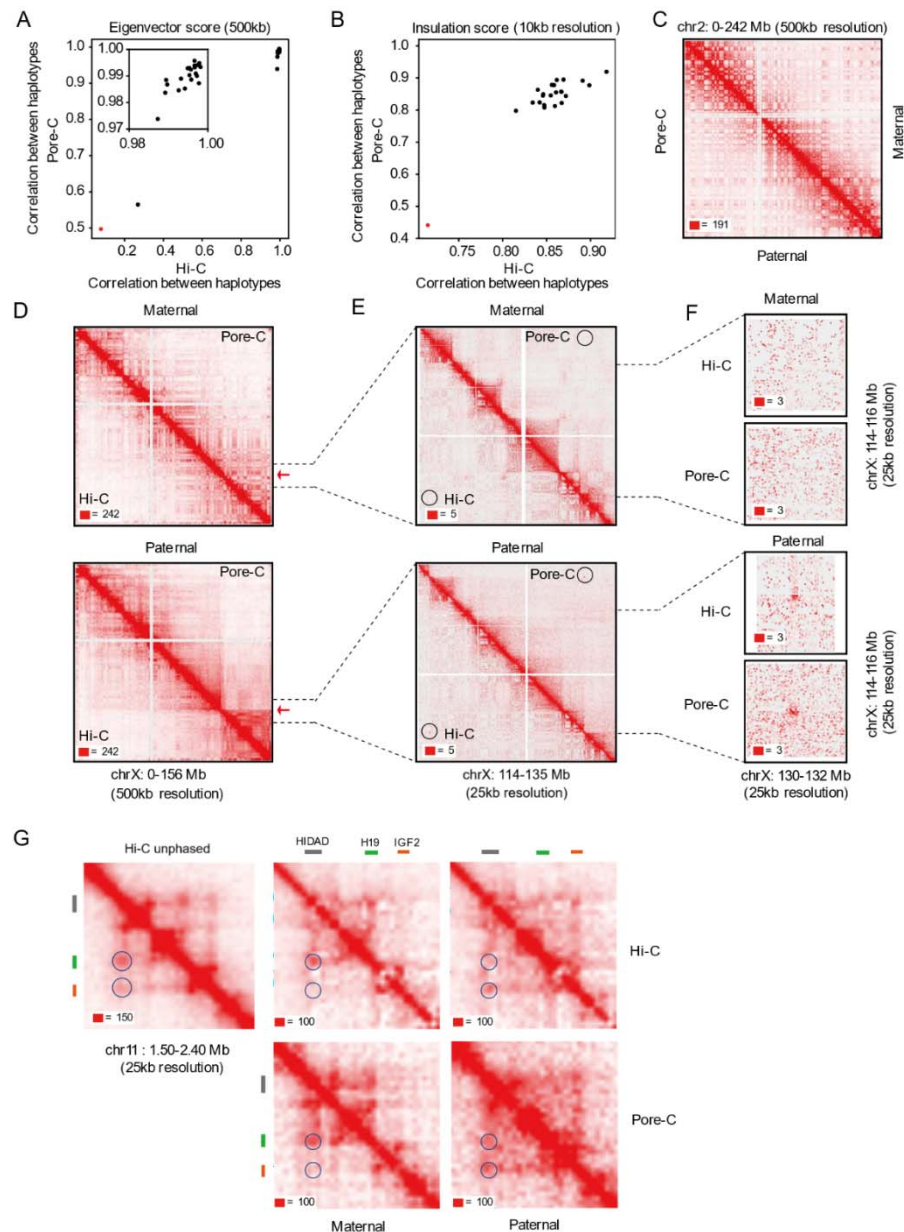 A
Eigenvector score (500kb)
Correlation between haplotypes
Pore-C
1.00
0.9
0.8
0.7
0.6
0.5
1.00
0.99
0.98
0.97
0.98
1.00
0.2
0.4
0.6
0.8
1.0
Hi-C
Correlation between haplotypes
B
Insulation score (10kb resolution )
Correlation between haplotypes
Pore-C
1.0
0.9
0.8
0.7
0.6
0.5
0.4
0.75
0.80
0.85
0.90
Hi-C
Correlation between haplotypes
C
chr2: 0-242 Mb (500kb resolution)
Pore-C
Maternal
= 191
Paternal
D
Maternal
Pore-C
Hi-C
= 242
Paternal
Pore-C
Hi-C
= 242
chrX: 0-156 Mb
(500kb resolution)
E
Maternal
Pore-C
Hi-C
= 5
Paternal
Pore-C
Hi-C
= 5
chrX: 114-135 Mb
(25kb resolution)
F
Maternal
Hi-C
= 3
Pore-C
= 3
chrX: 114-116 Mb
(25kb resolution)
Paternal
Hi-C
= 3
Pore-C
= 3
chrX: 114-116 Mb
(25kb resolution)
chrX: 130-132 Mb
(25kb resolution)
G
Hi-C unphased
HIDAD
H19
IGF2
= 150
= 100
= 100
Hi-C
chr11 : 1.50-2.40 Mb
(25kb resolution)
= 100
= 100
Pore-C
Maternal
Paternal